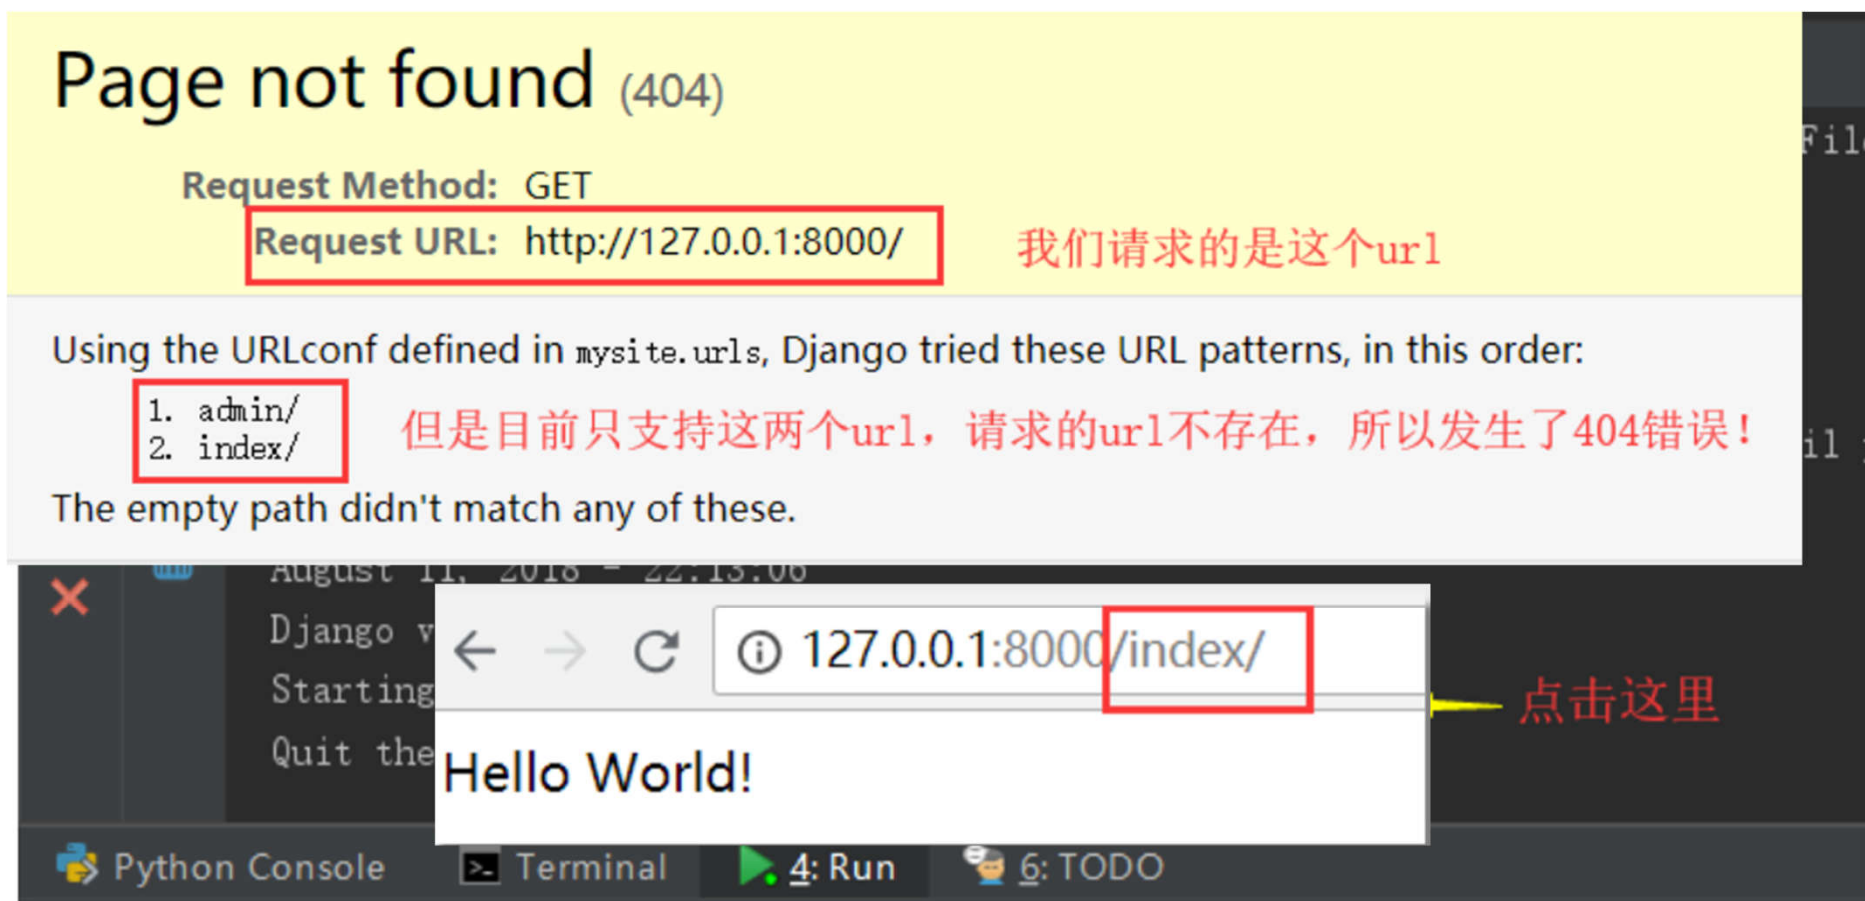 Page not found (404)
Request Method: GET
Request URL: http://127.0.0.1:8000/ 我们请求的是这个url
Using the URLconf defined in mysite.urls, Django tried these URL patterns, in this order:
1. admin/
2. index/
但是目前只支持这两个url，请求的url不存在，所以发生了404错误！
The empty path didn't match any of these.
August 11, 2018 - 22:13:06
Django v
Starting
Quit the
127.0.0.1:8000/index/
Hello World!
点击这里
Python Console
Terminal
4: Run
6: TODO